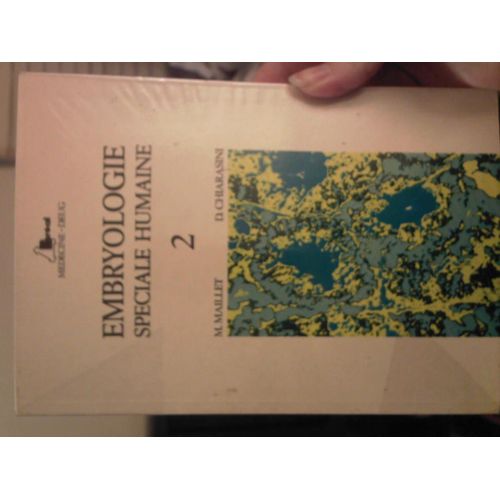 MEDECINE-DEUG
EMBRYOLOGIE
SPECIALE HUMAINE
2
M. MAILLET D. CHIARASINI